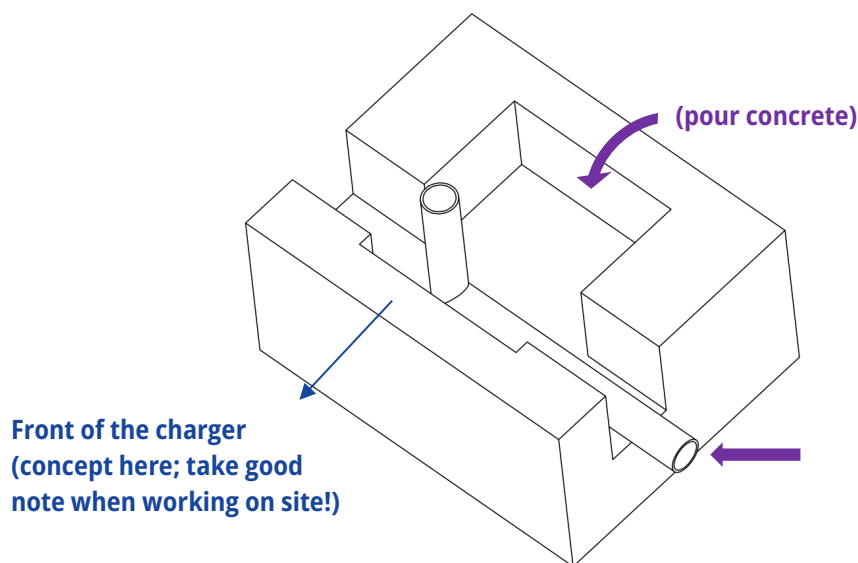 (pour concrete)
Front of the charger
(concept here; take good
note when working on site!)